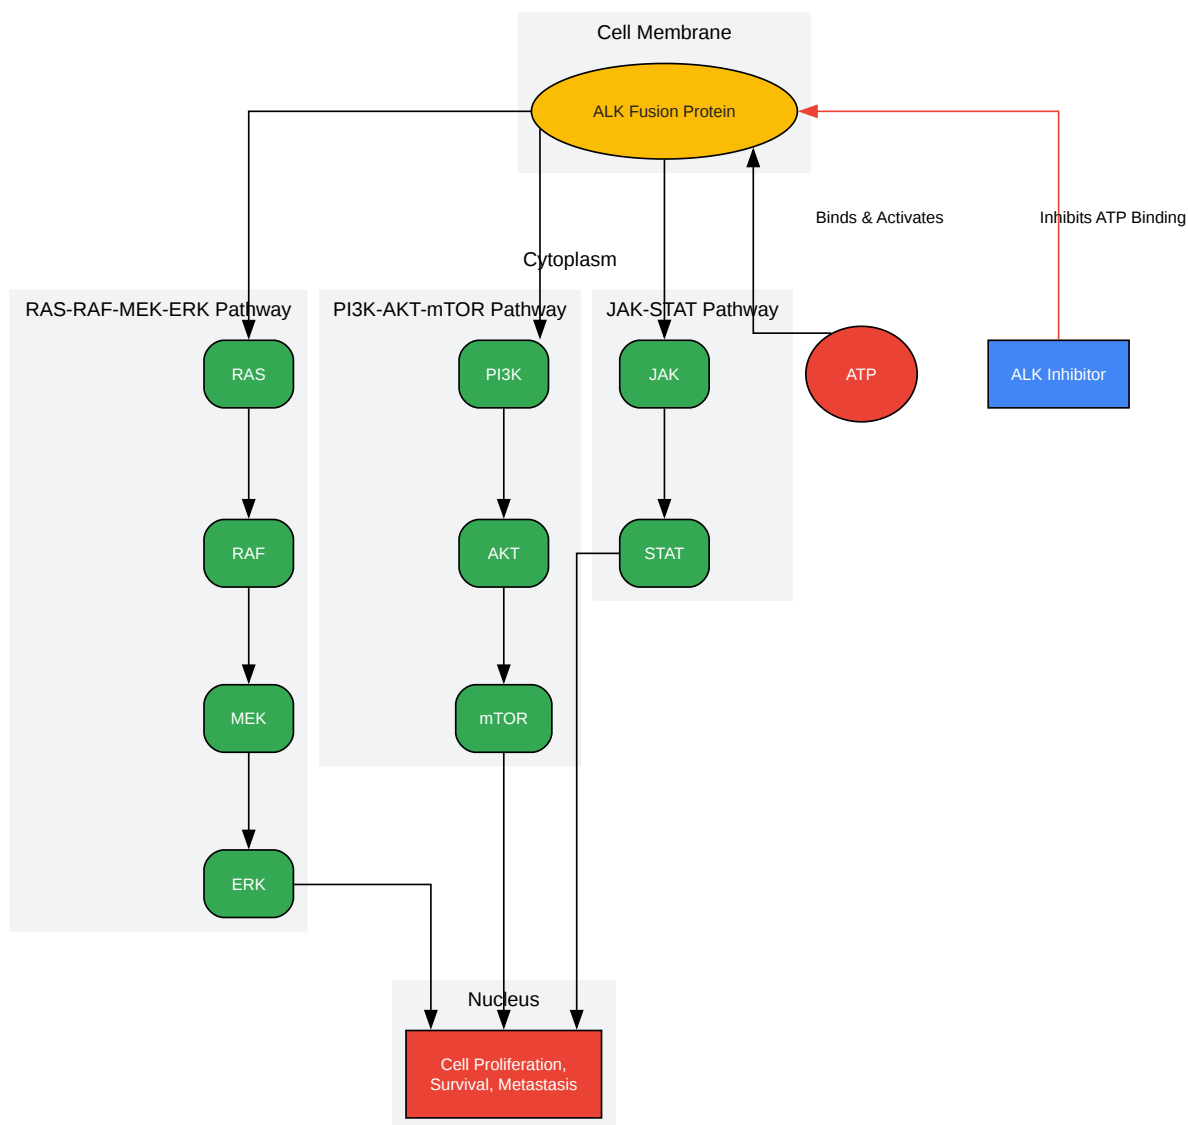 Cell Membrane
ALK Fusion Protein
Binds & Activates
Inhibits ATP Binding
Cytoplasm
RAS-RAF-MEK-ERK Pathway
PI3K-AKT-mTOR Pathway
JAK-STAT Pathway
RAS
PI3K
JAK
ATP
ALK Inhibitor
RAF
AKT
STAT
MEK
mTOR
ERK
Nucleus
Cell Proliferation,
Survival, Metastasis